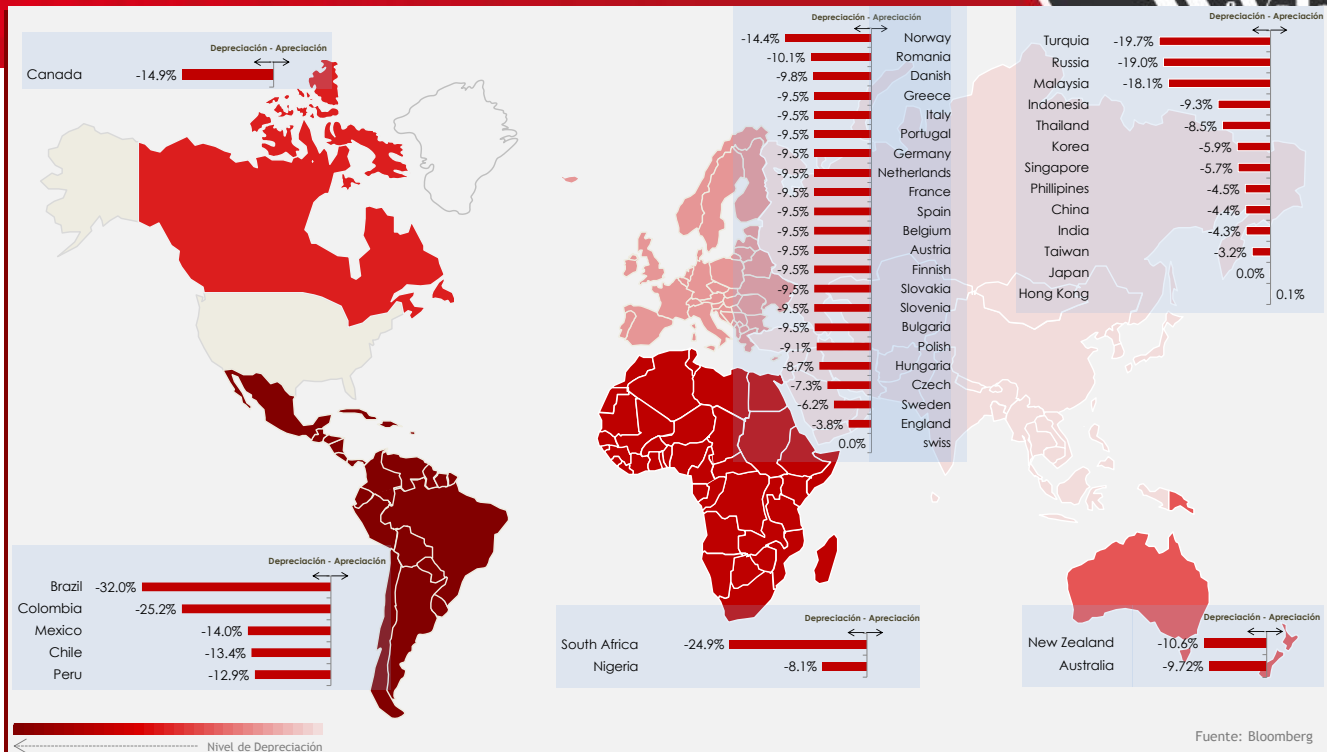 Depreciación - Apreciación
Canada -14.9%
Depreciación - Apreciación
-14.4% Norway
-10.1% Romania
-9.8% Danish
-9.5% Greece
-9.5% Italy
-9.5% Portugal
-9.5% Germany
-9.5% Netherlands
-9.5% France
-9.5% Spain
-9.5% Belgium
-9.5% Austria
-9.5% Finnish
-9.5% Slovakia
-9.5% Slovenia
-9.5% Bulgaria
-9.1% Polish
-8.7% Hungaria
-7.3% Czech
-6.2% Sweden
-3.8% England
0.0% swiss
Depreciación - Apreciación
Turquia -19.7%
Russia -19.0%
Malaysia -18.1%
Indonesia -9.3%
Thailand -8.5%
Korea -5.9%
Singapore -5.7%
Phillipines -4.5%
China -4.4%
India -4.3%
Taiwan -3.2%
Japan 0.0%
Hong Kong 0.1%
Depreciación - Apreciación
Brazil -32.0%
Colombia -25.2%
Mexico -14.0%
Chile -13.4%
Peru -12.9%
Depreciación - Apreciación
South Africa -24.9%
Nigeria -8.1%
Depreciación - Apreciación
New Zealand -10.6%
Australia -9.72%
Nivel de Depreciación
Fuente: Bloomberg